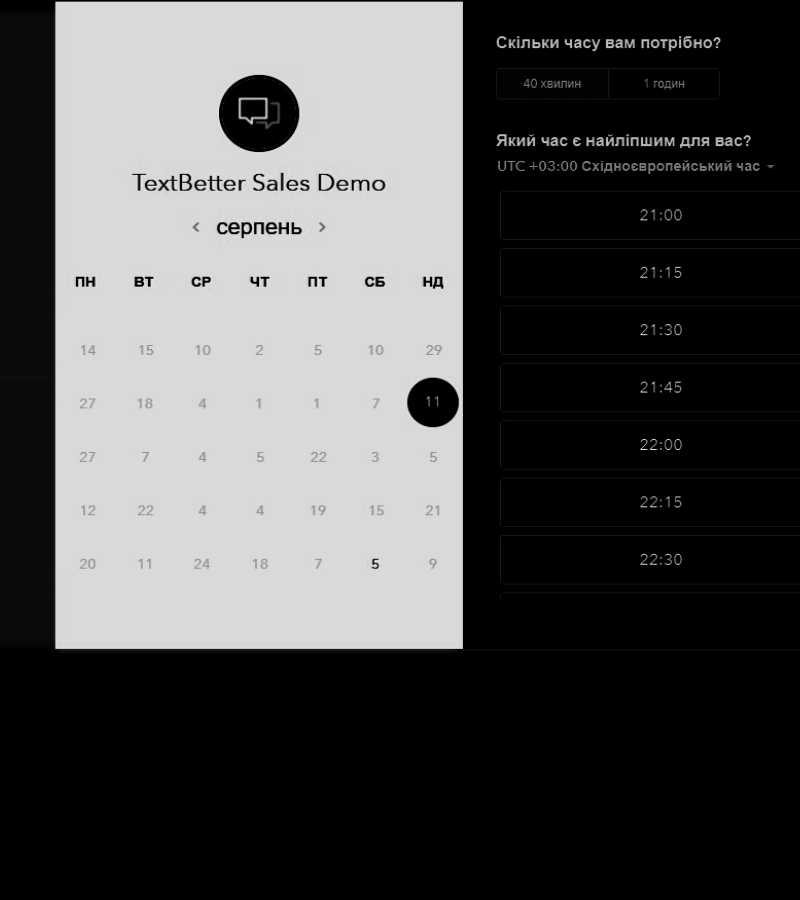 TextBetter Sales Demo
серпень
ПН ВТ СР ЧТ ПТ СБ НД
14 15 10 2 5 10 29
27 18 4 1 1 7 11
27 7 4 5 22 3 5
12 22 4 4 19 15 21
20 11 24 18 7 5 9
Скільки часу вам потрібно?
40 хвилин 1 годин
Який час є найліпшим для вас?
UTC +03:00 Східноєвропейський час
21:00
21:15
21:30
21:45
22:00
22:15
22:30